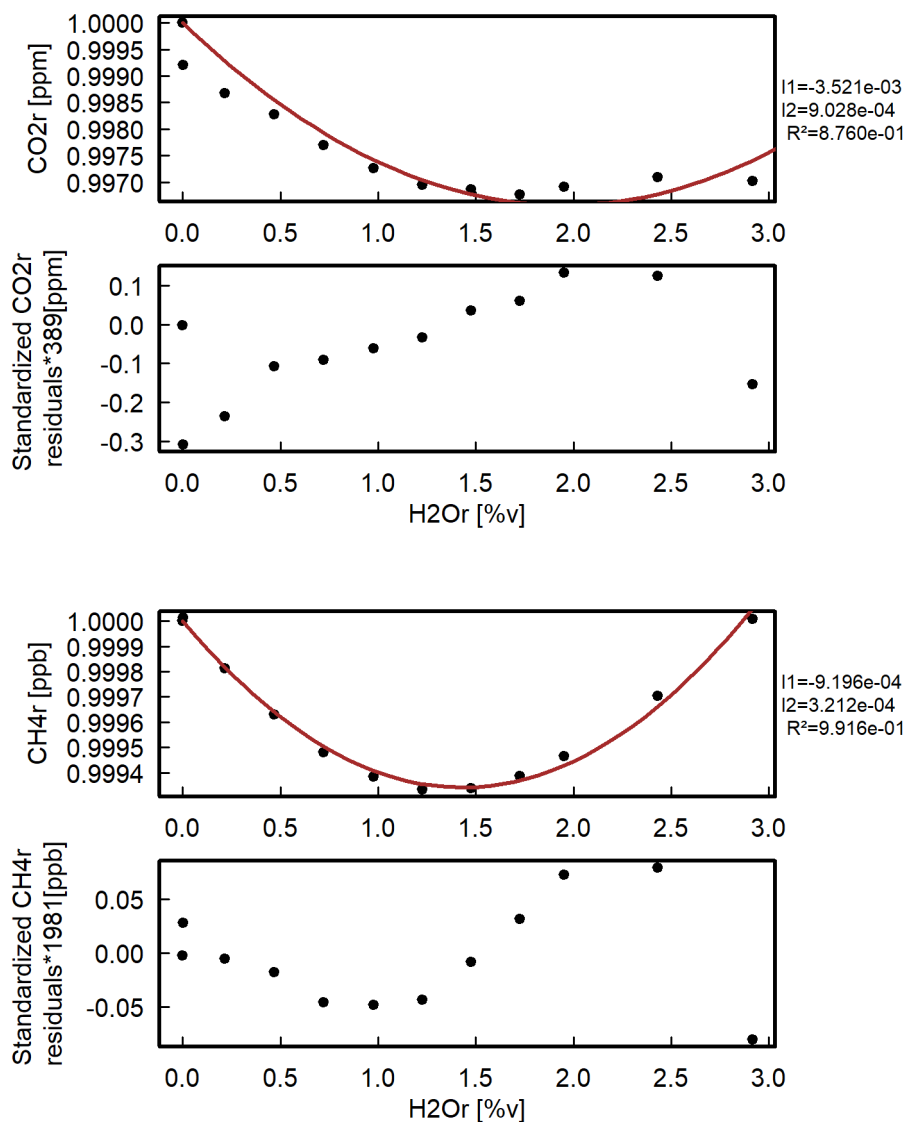 1.0000
0.9995
0.9990
0.9985
0.9980
0.9975
0.9970
CO2r [ppm]
l1=-3.521e-03
l2=9.028e-04
R²=8.760e-01
0.0 0.5 1.0 1.5 2.0 2.5 3.0
Standardized CO2r
residuals*389[ppm]
0.1
0.0
-0.1
-0.2
-0.3
0.0 0.5 1.0 1.5 2.0 2.5 3.0
H2Or [%v]
1.0000
0.9999
0.9998
0.9997
0.9996
0.9995
0.9994
CH4r [ppb]
l1=-9.196e-04
l2=3.212e-04
R²=9.916e-01
0.0 0.5 1.0 1.5 2.0 2.5 3.0
Standardized CH4r
residuals*1981[ppb]
0.05
0.00
-0.05
0.0 0.5 1.0 1.5 2.0 2.5 3.0
H2Or [%v]